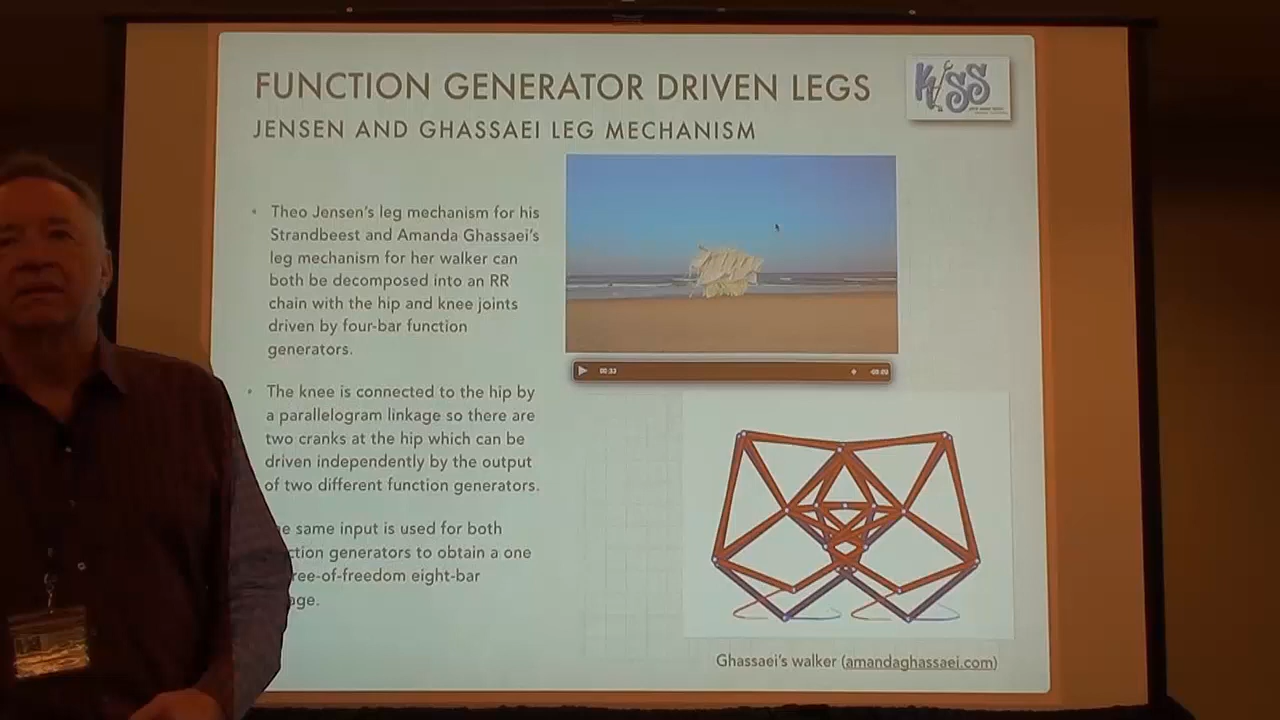 FUNCTION GENERATOR DRIVEN LEGS
KISS
JENSEN AND GHASSAEI LEG MECHANISM
• Theo Jensen's leg mechanism for his
Strandbeest and Amanda Ghassaei's
leg mechanism for her walker can
both be decomposed into an RR
chain with the hip and knee joints
driven by four-bar function
generators.
• The knee is connected to the hip by
a parallelogram linkage so there are
two cranks at the hip which can be
driven independently by the output
of two different function generators.
e same input is used for both
ction generators to obtain a one
ree-of-freedom eight-bar
age.
00:33
Ghassaei's walker (amandaghassaei.com)